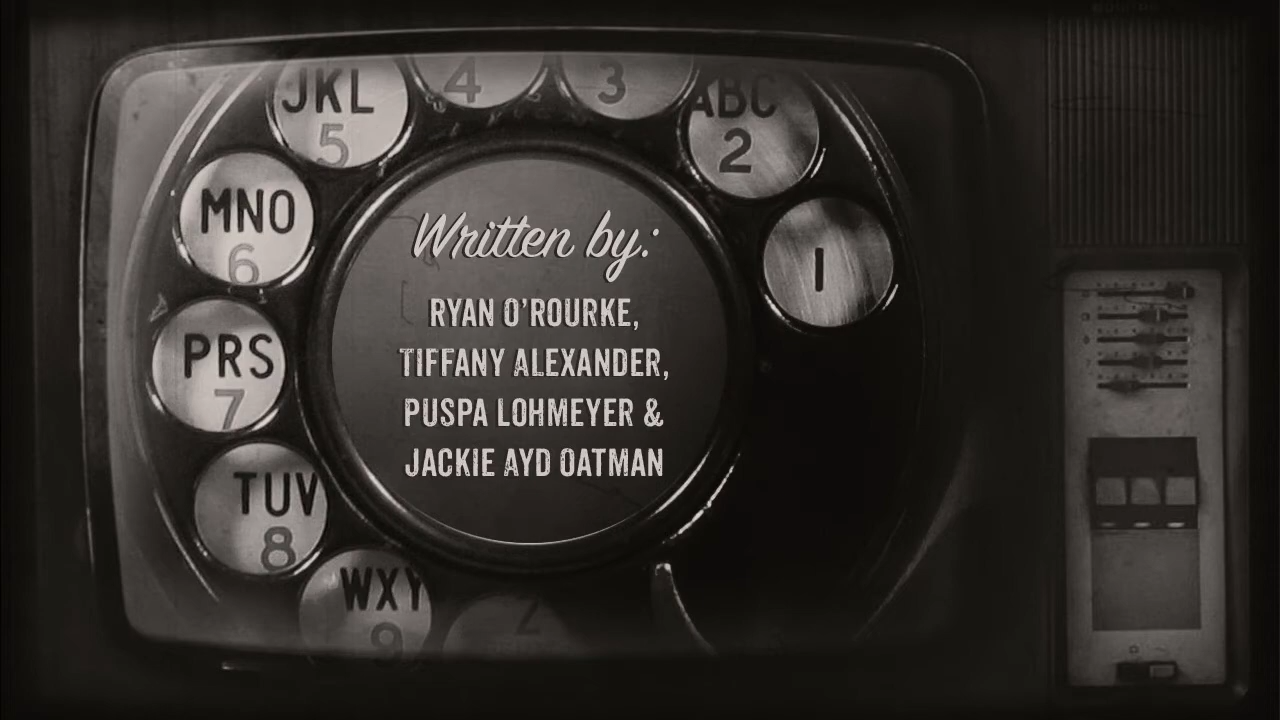 JKL
5
4
3
ABC
2
MNO
6
1
Written by:
RYAN O'ROURKE,
TIFFANY ALEXANDER,
PUSPA LOHMEYER &
JACKIE AYD OATMAN
PRS
7
TUV
8
WXY
9
Z